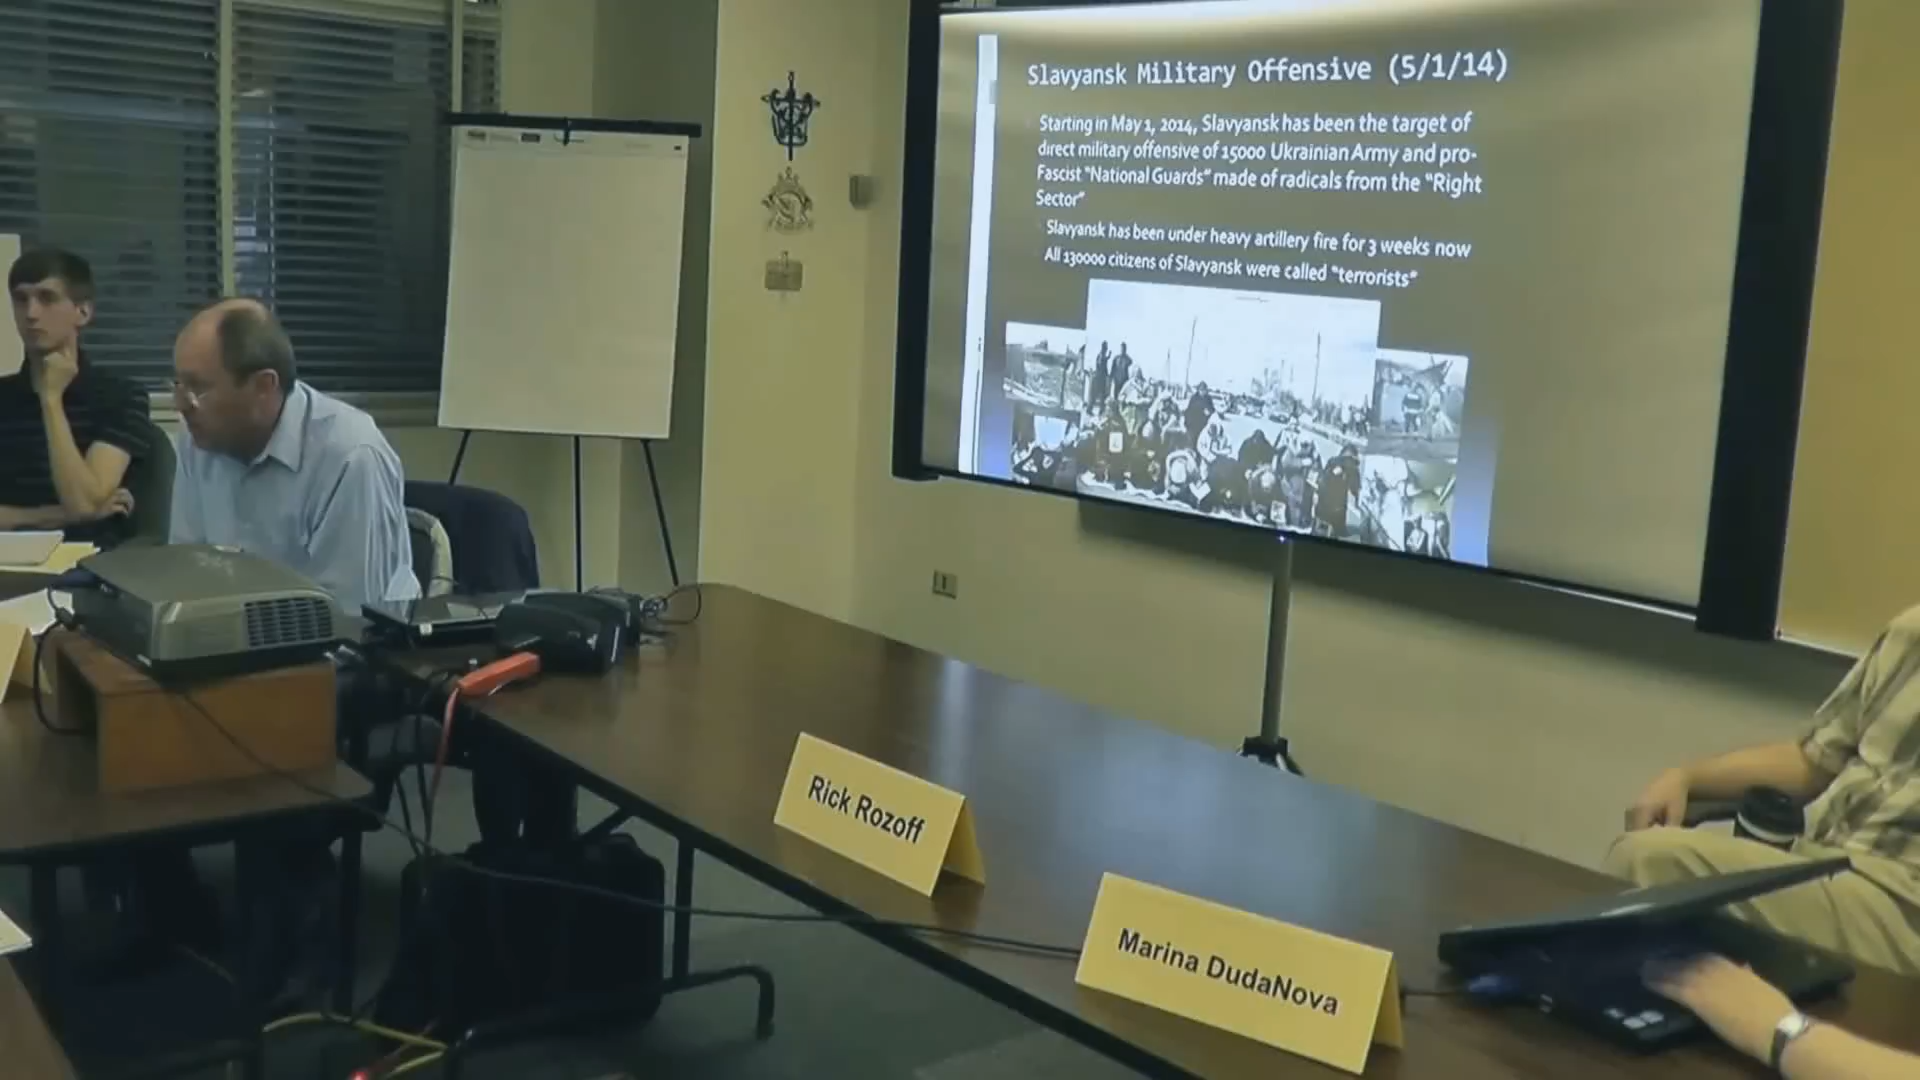 Slavyansk Military Offensive (5/1/14)
Starting in May 1, 2014, Slavyansk has been the target of
direct military offensive of 15000 Ukrainian Army and pro-
Fascist "National Guards" made of radicals from the "Right
Sector"
Slavyansk has been under heavy artillery fire for 3 weeks now
All 130000 citizens of Slavyansk were called "terrorists"
Rick Rozoff
Marina DudaNova